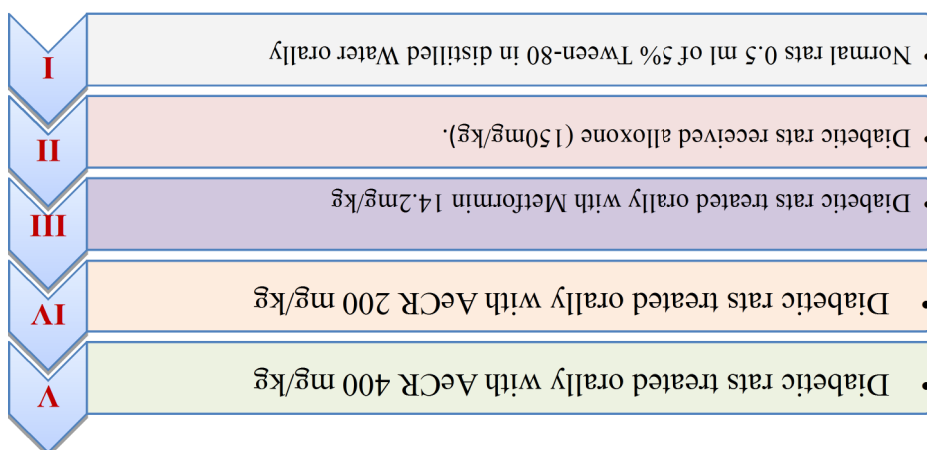 I
• Normal rats 0.5 ml of 5% Tween-80 in distilled Water orally
II
• Diabetic rats received alloxone (150mg/kg).
III
• Diabetic rats treated orally with Metformin 14.2mg/kg
IV
• Diabetic rats treated orally with AeCR 200 mg/kg
V
• Diabetic rats treated orally with AeCR 400 mg/kg